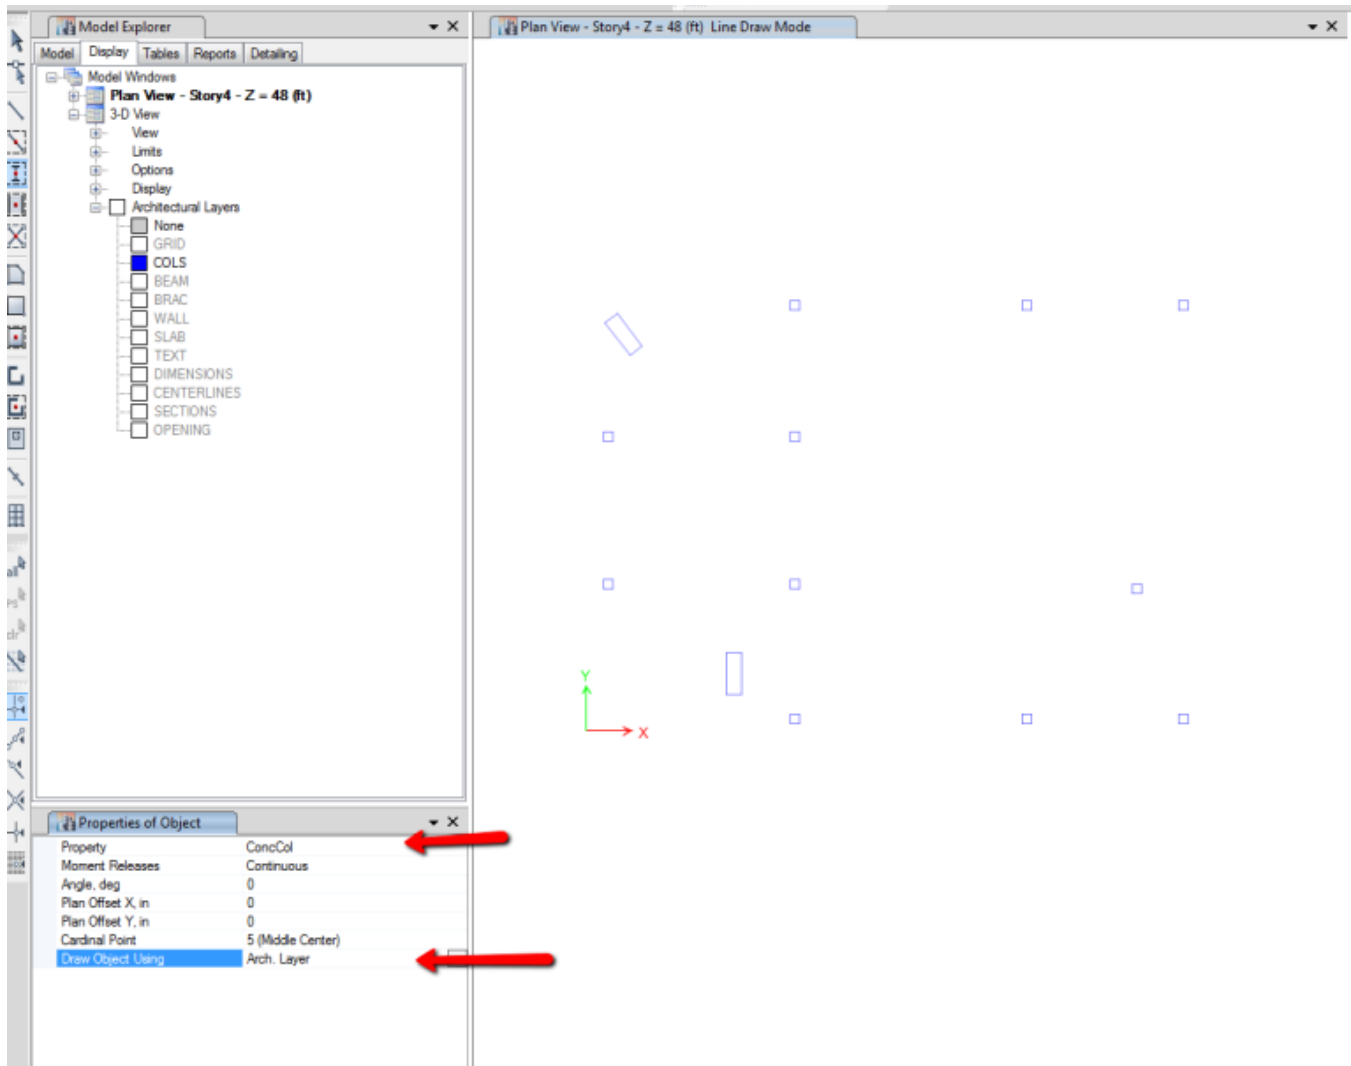 Model Explorer
Model Display Tables Reports Detailing
Model Windows
Plan View - Story4 - Z = 48 (ft)
3-D View
View
Limits
Options
Display
Architectural Layers
None
GRID
COLS
BEAM
BRAC
WALL
SLAB
TEXT
DIMENSIONS
CENTERLINES
SECTIONS
OPENING
Properties of Object
Property ConcCol
Moment Releases Continuous
Angle, deg 0
Plan Offset X, in 0
Plan Offset Y, in 0
Cardinal Point 5 (Middle Center)
Draw Object Using Arch. Layer
Plan View - Story4 - Z = 48 (ft) Line Draw Mode
Y
X